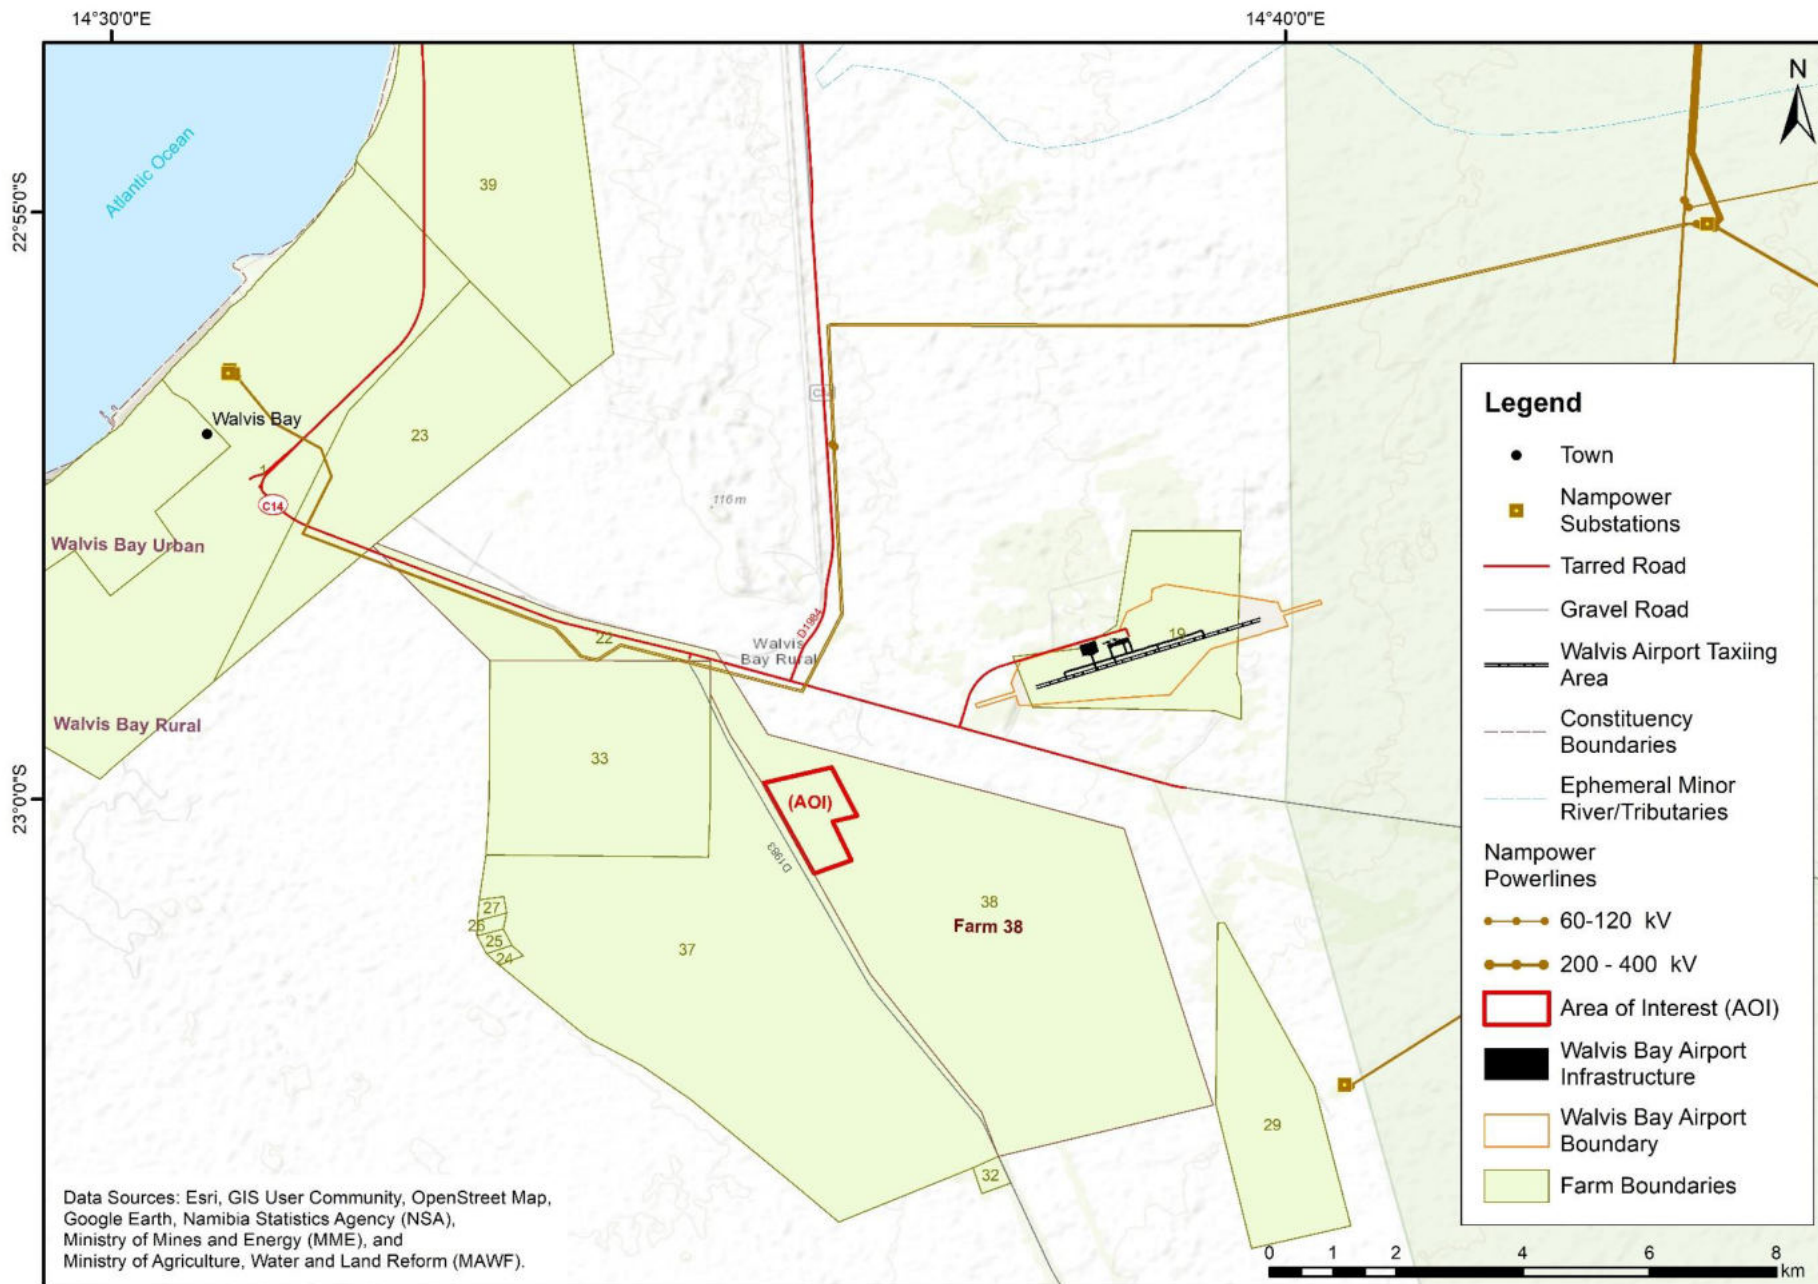 14°30'0"E
14°40'0"E
N
Atlantic Ocean
39
22°55'0"S
Walvis Bay
23
1
C14
116 m
Walvis Bay Urban
D1984
22
Walvis
Bay Rural
19
Walvis Bay Rural
33
(AOI)
23°0'0"S
D1983
38
Farm 38
27
26
25
24
37
29
32
Legend
Town
Nampower
Substations
Tarred Road
Gravel Road
Walvis Airport Taxiing
Area
Constituency
Boundaries
Ephemeral Minor
River/Tributaries
Nampower
Powerlines
60-120 kV
200 - 400 kV
Area of Interest (AOI)
Walvis Bay Airport
Infrastructure
Walvis Bay Airport
Boundary
Farm Boundaries
Data Sources: Esri, GIS User Community, OpenStreet Map,
Google Earth, Namibia Statistics Agency (NSA),
Ministry of Mines and Energy (MME), and
Ministry of Agriculture, Water and Land Reform (MAWF).
0 1 2 4 6 8
km